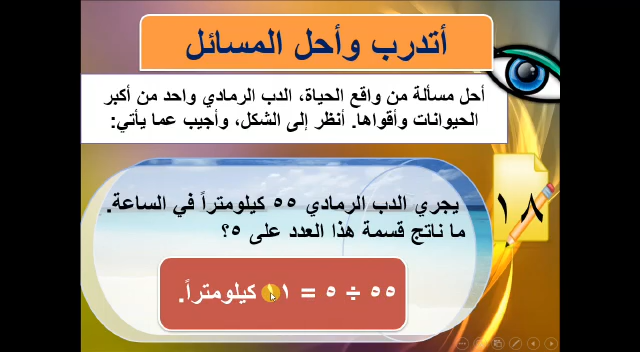 أتدرب وأحل المسائل
أحل مسألة من واقع الحياة، الدب الرمادي واحد من أكبر
الحيوانات وأقواها. أنظر إلى الشكل، وأجيب عما يأتي:
١٨
يجري الدب الرمادي ٥٥ كيلومتراً في الساعة.
ما ناتج قسمة هذا العدد على ٥؟
٥٥ ÷ ٥ = ١١ كيلومتراً.